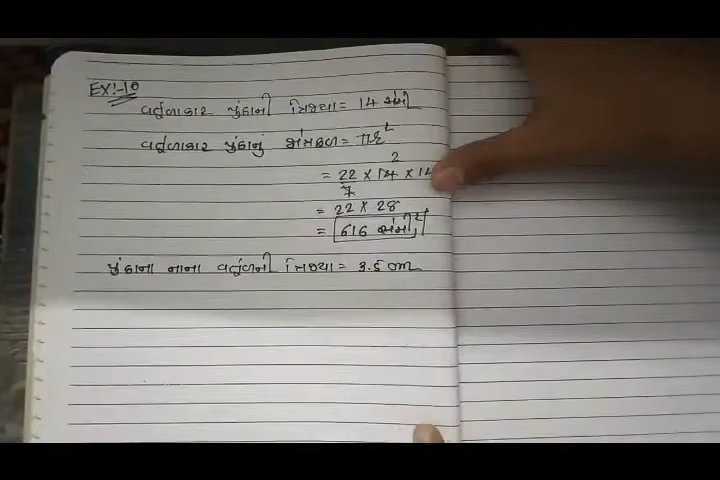 EX:-10
વર્તુળાકાર પુંઠાની ત્રિજ્યા = 14 સેમી
વર્તુળાકાર પુંઠાનું ક્ષેત્રફળ = πr²
= 22/7 × 14 × 14 2
= 22 × 28
= 616 સેમી²
પુંઠાના નાના વર્તુળની ત્રિજ્યા = 3.5 cm